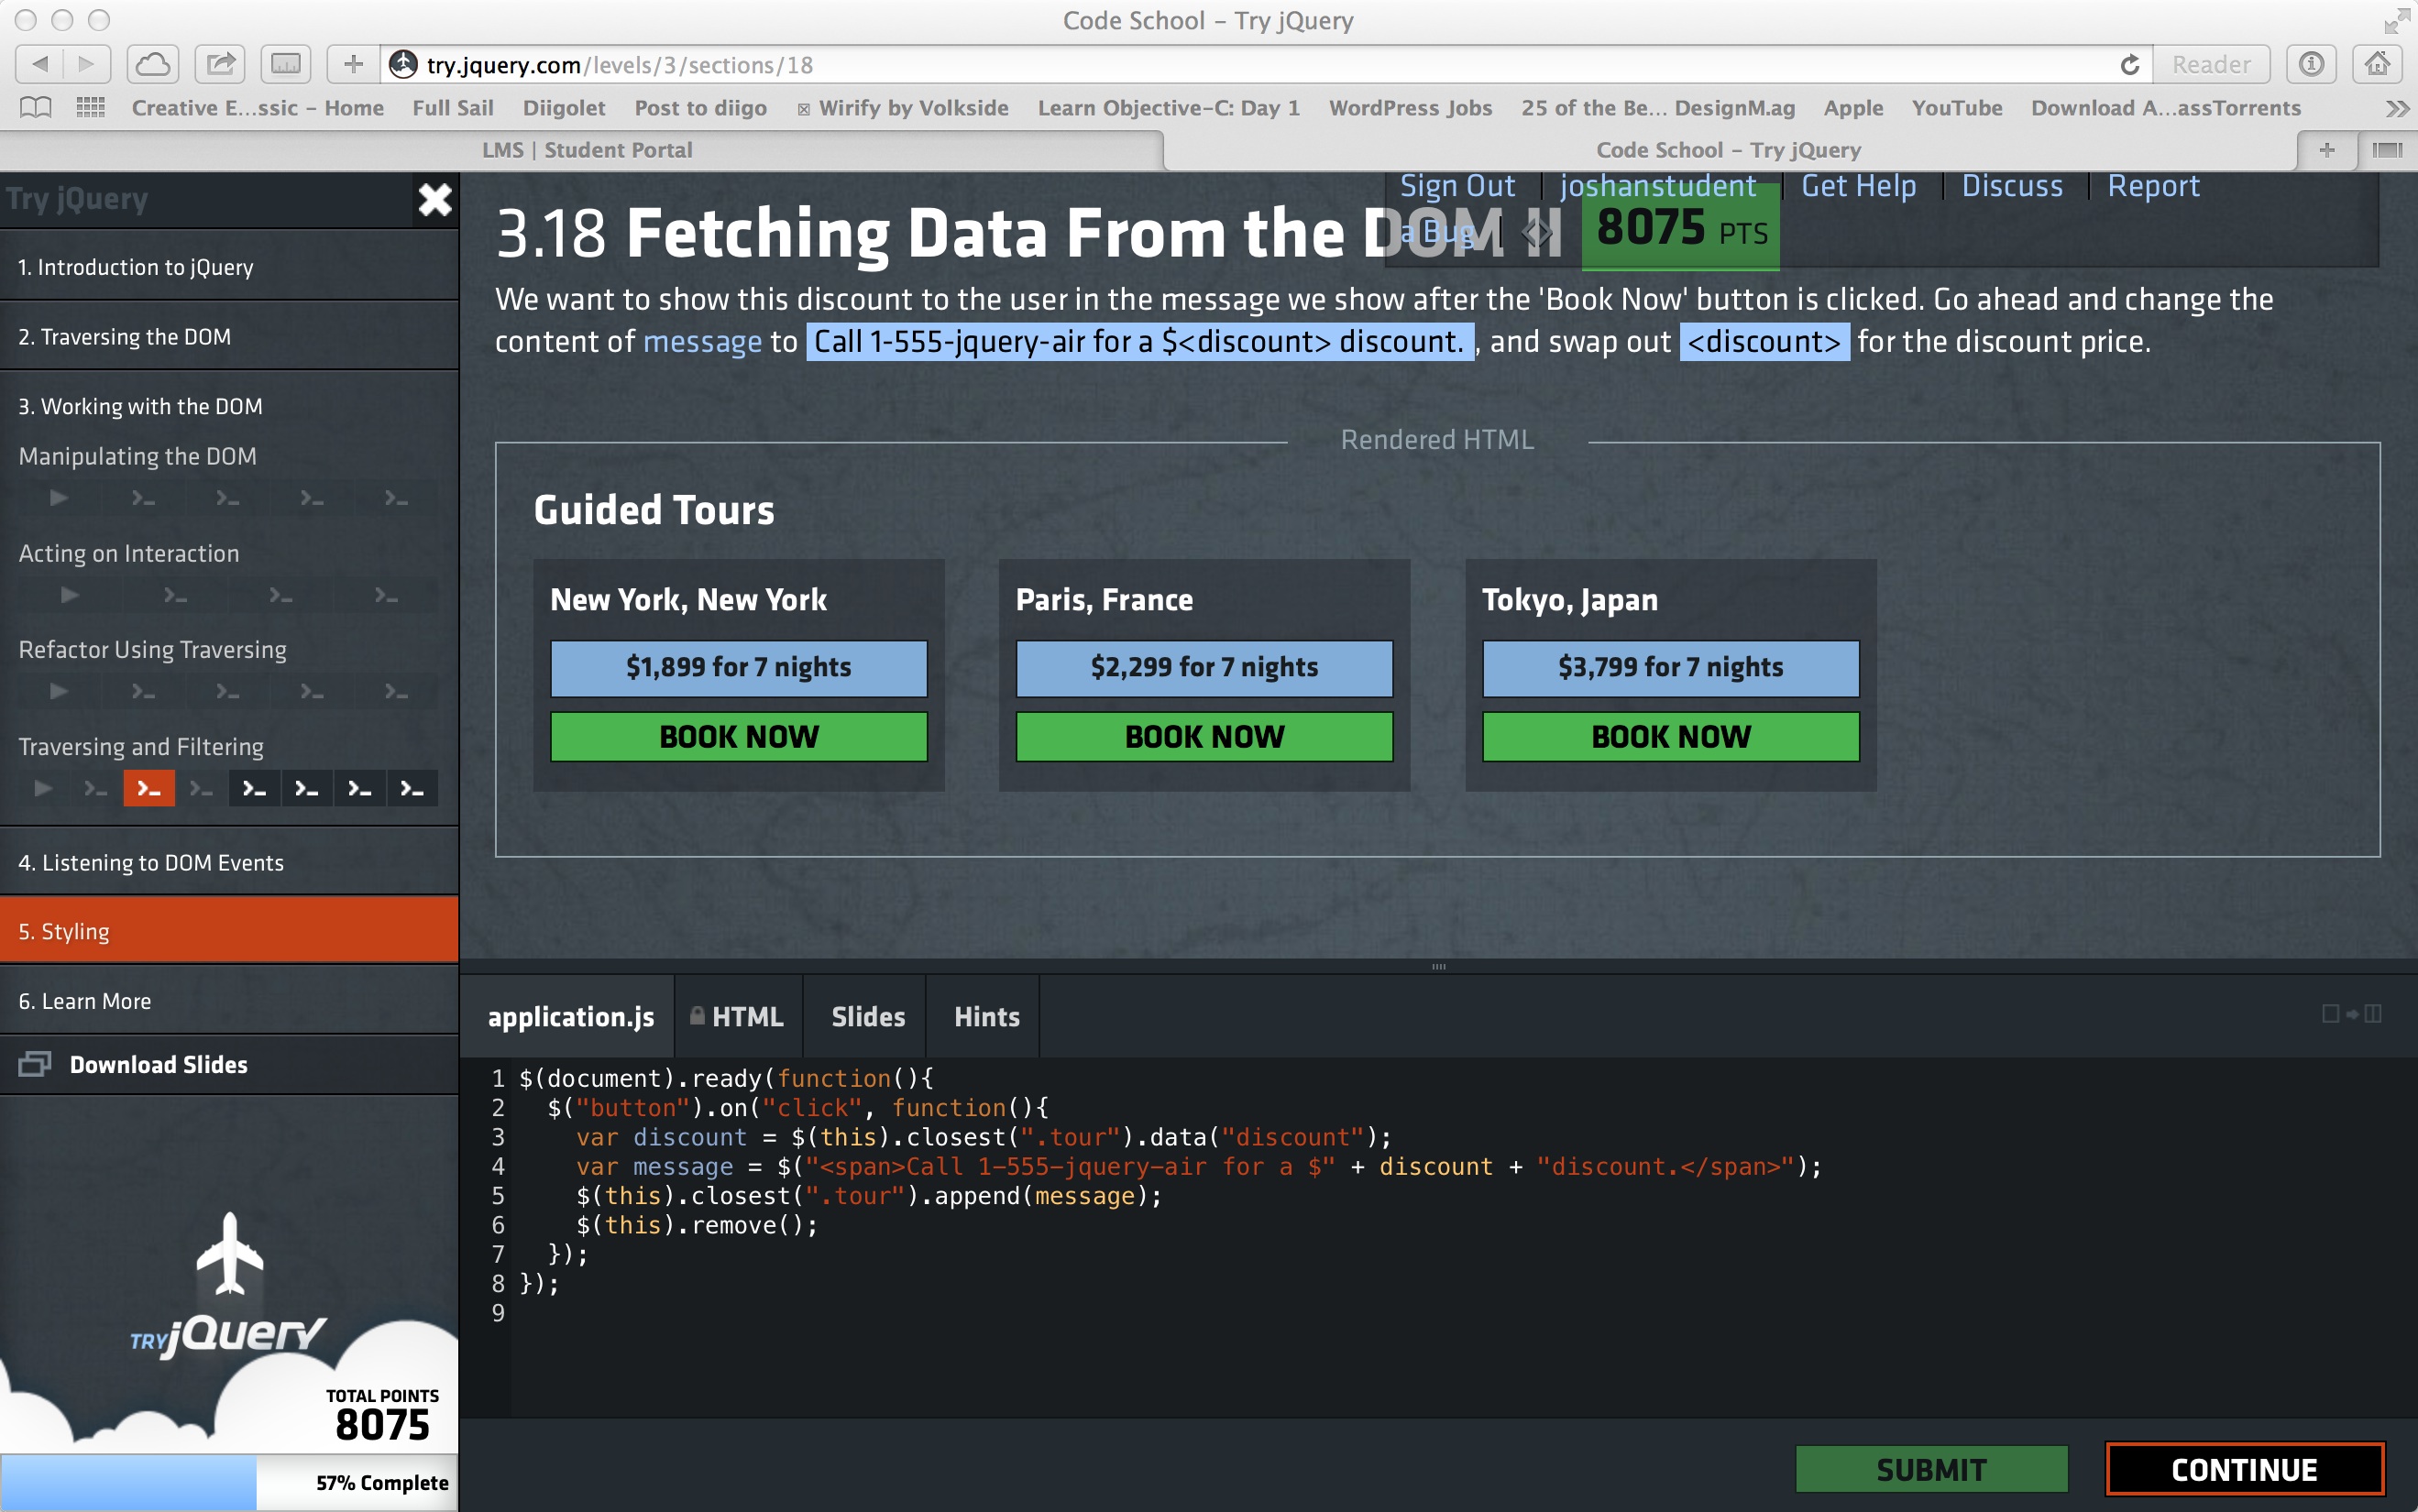 Code School – Try jQuery
try.jquery.com/levels/3/sections/18
Reader
Creative E...ssic – Home Full Sail Diigolet Post to diigo Wirify by Volkside Learn Objective-C: Day 1 WordPress Jobs 25 of the Be... DesignM.ag Apple YouTube Download A...assTorrents
LMS | Student Portal
Code School – Try jQuery
Try jQuery
1. Introduction to jQuery
2. Traversing the DOM
3. Working with the DOM
Manipulating the DOM
Acting on Interaction
Refactor Using Traversing
Traversing and Filtering
4. Listening to DOM Events
5. Styling
6. Learn More
Download Slides
TRY jQuery
TOTAL POINTS
8075
57% Complete
Sign Out | joshanstudent | Get Help | Discuss | Report
a Bug |
8075 PTS
3.18 Fetching Data From the DOM II
We want to show this discount to the user in the message we show after the 'Book Now' button is clicked. Go ahead and change the
content of message to Call 1-555-jquery-air for a $<discount> discount. , and swap out <discount> for the discount price.
Rendered HTML
Guided Tours
New York, New York
$1,899 for 7 nights
BOOK NOW
Paris, France
$2,299 for 7 nights
BOOK NOW
Tokyo, Japan
$3,799 for 7 nights
BOOK NOW
application.js HTML Slides Hints
1 $(document).ready(function(){
2   $("button").on("click", function(){
3     var discount = $(this).closest(".tour").data("discount");
4     var message = $("<span>Call 1-555-jquery-air for a $" + discount + "discount.</span>");
5     $(this).closest(".tour").append(message);
6     $(this).remove();
7   });
8 });
9
SUBMIT
CONTINUE